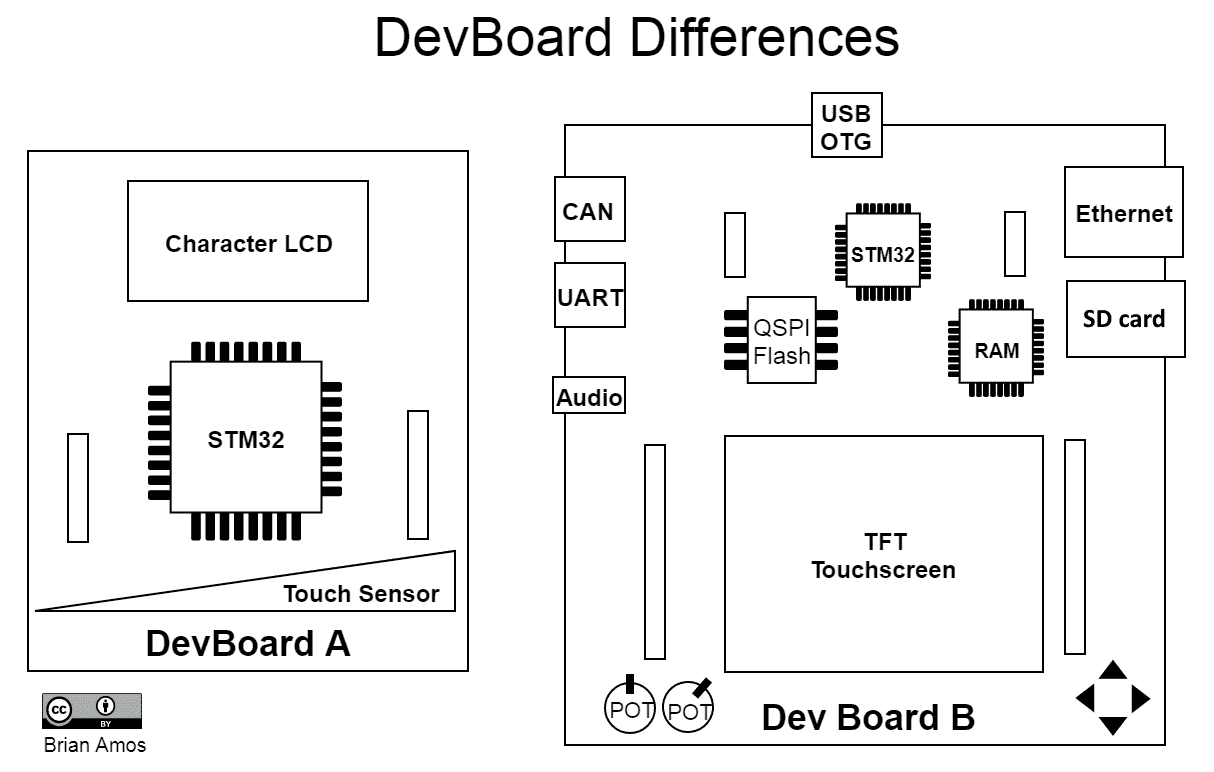 DevBoard Differences
Character LCD
STM32
Touch Sensor
DevBoard A
USB
OTG
CAN
UART
Audio
STM32
QSPI
Flash
RAM
Ethernet
SD card
TFT
Touchscreen
POT
POT
Dev Board B
cc
BY
Brian Amos